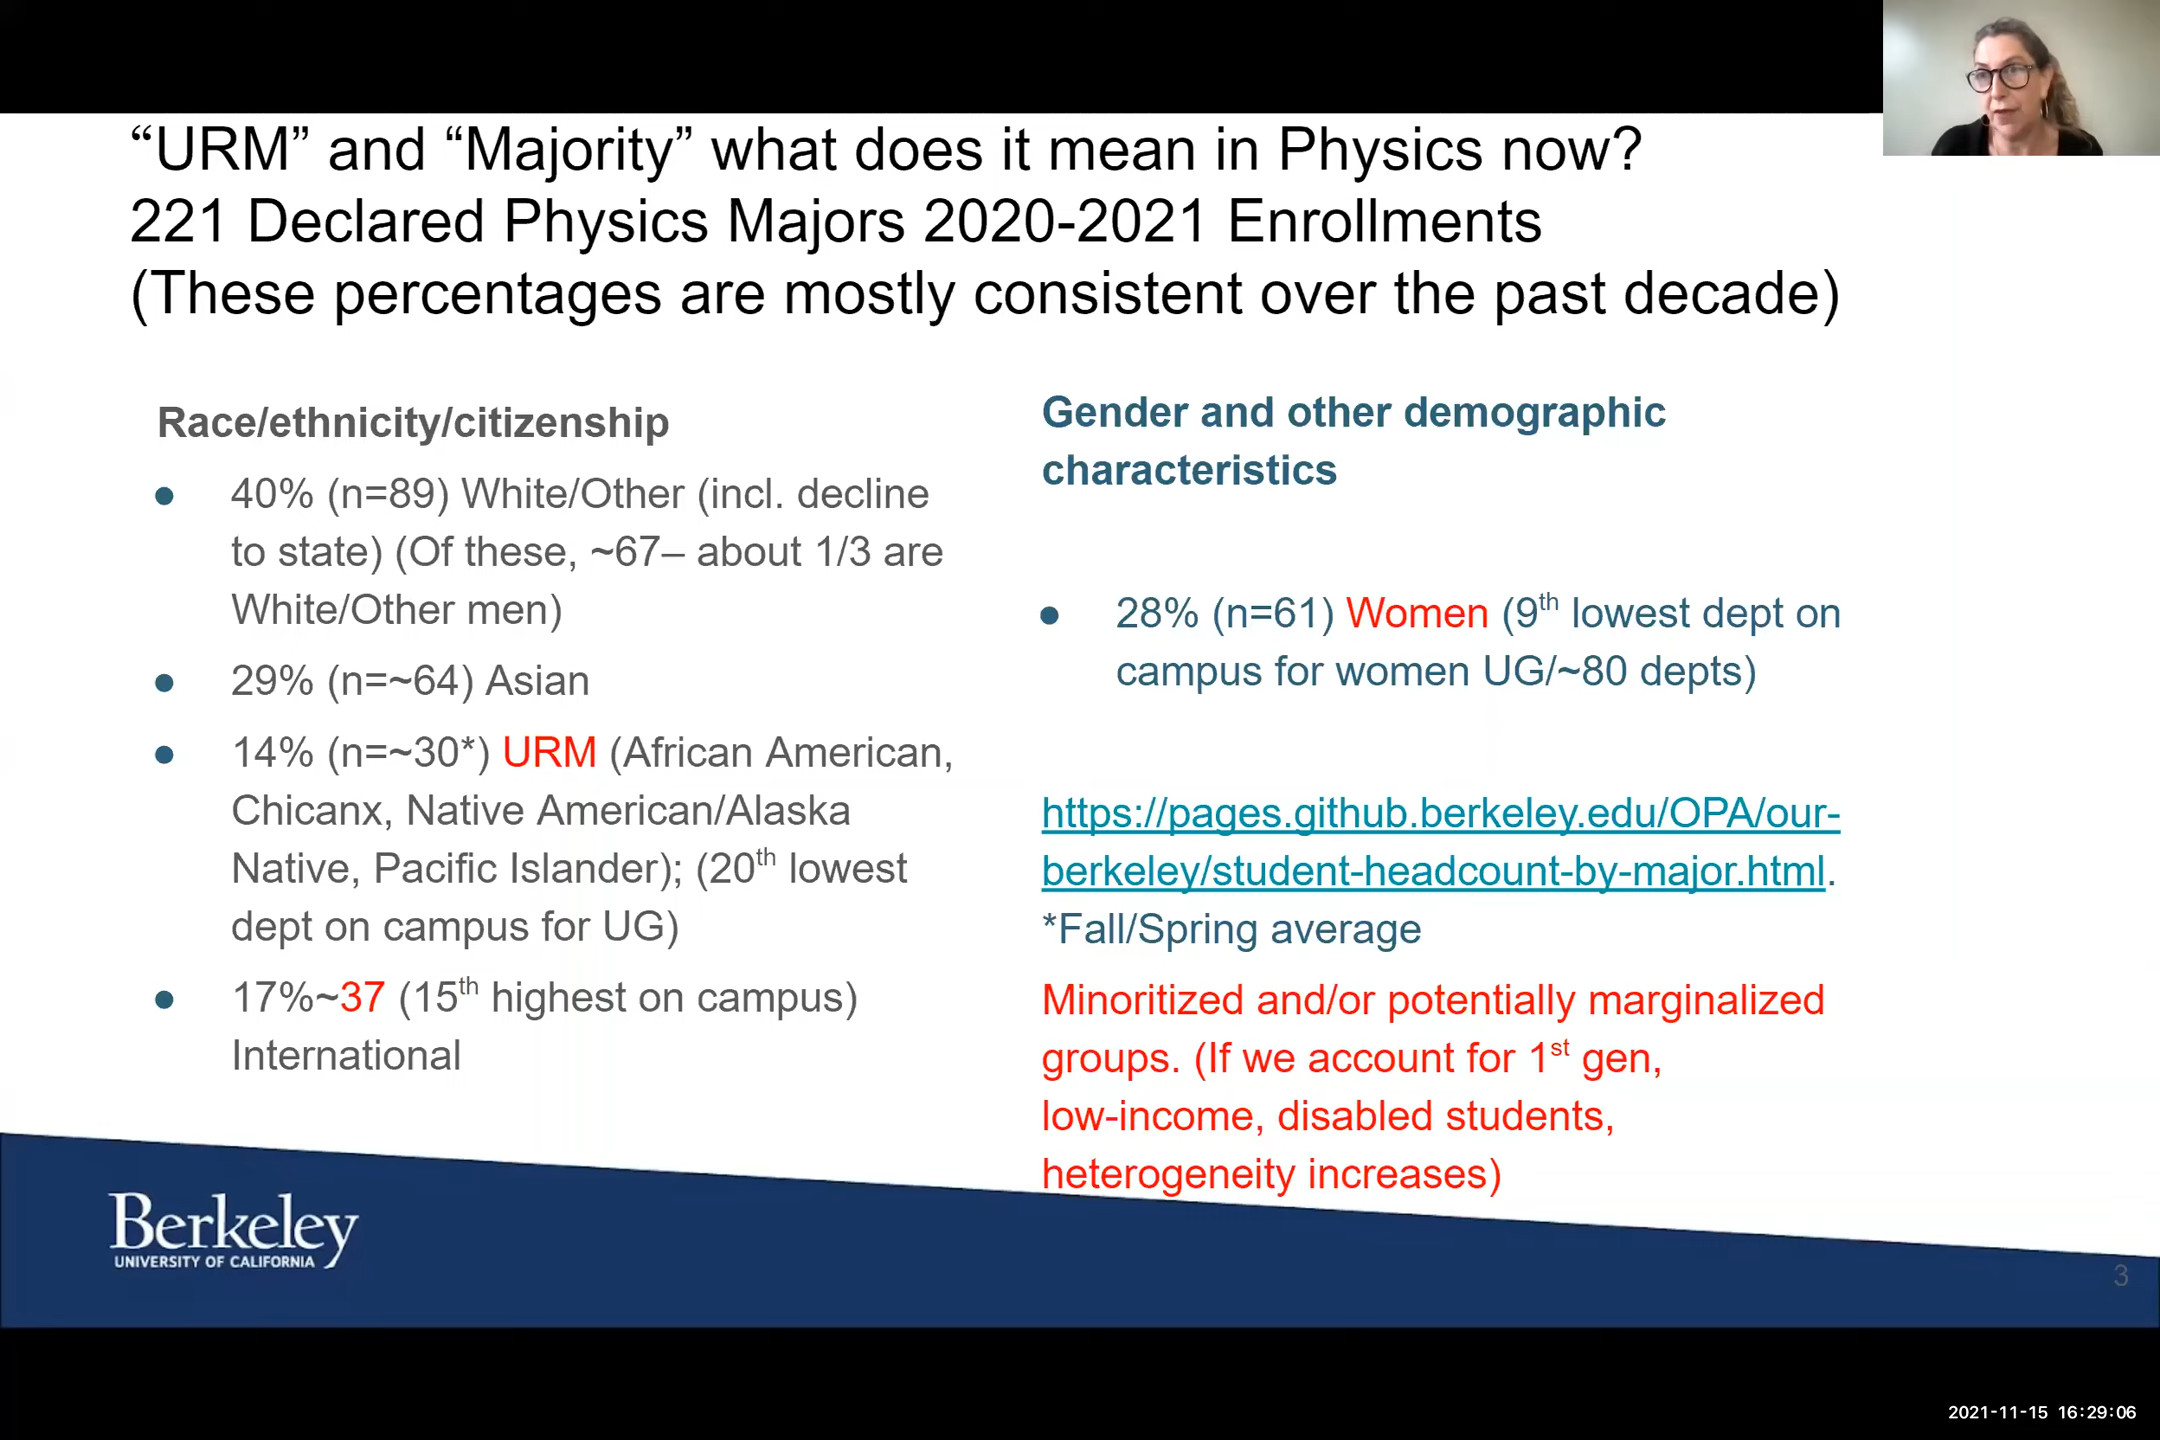 “URM” and “Majority” what does it mean in Physics now?
221 Declared Physics Majors 2020-2021 Enrollments
(These percentages are mostly consistent over the past decade)
Race/ethnicity/citizenship
● 40% (n=89) White/Other (incl. decline
to state) (Of these, ~67– about 1/3 are
White/Other men)
● 29% (n=~64) Asian
● 14% (n=~30*) URM (African American,
Chicanx, Native American/Alaska
Native, Pacific Islander); (20th lowest
dept on campus for UG)
● 17%~37 (15th highest on campus)
International
Gender and other demographic
characteristics
● 28% (n=61) Women (9th lowest dept on
campus for women UG/~80 depts)
https://pages.github.berkeley.edu/OPA/our-
berkeley/student-headcount-by-major.html.
*Fall/Spring average
Minoritized and/or potentially marginalized
groups. (If we account for 1st gen,
low-income, disabled students,
heterogeneity increases)
Berkeley
UNIVERSITY OF CALIFORNIA
3
2021-11-15 16:29:06